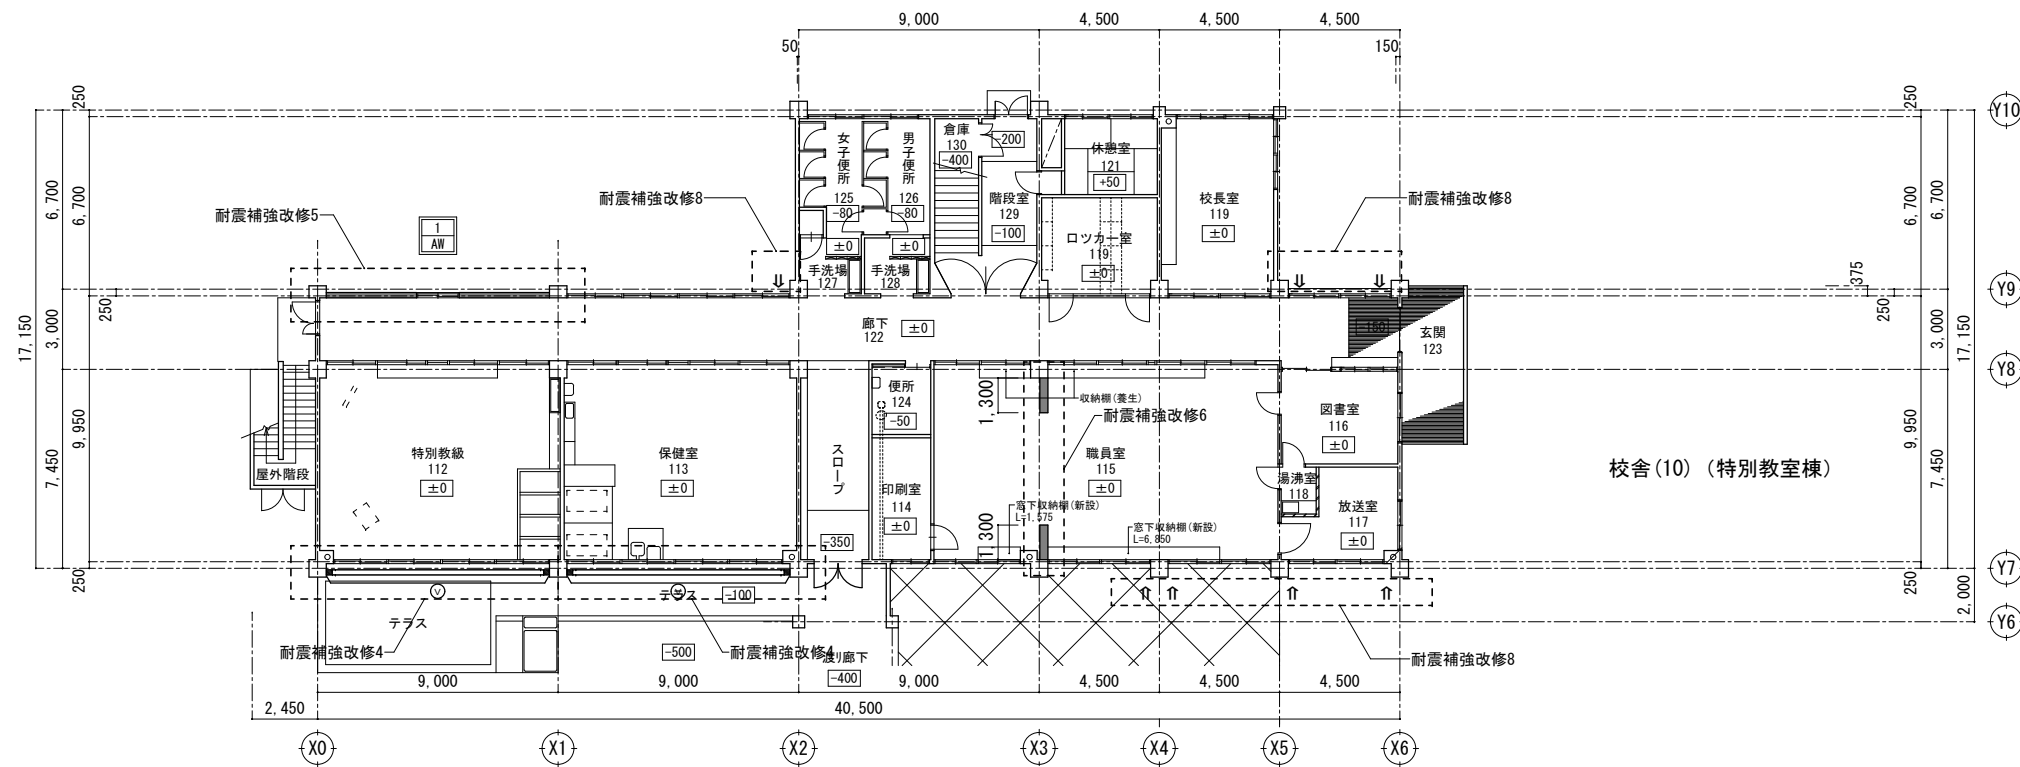 9,000
4,500
4,500
4,500
50
150
250
6,700
6,700
17,150
3,000
250
9,950
7,450
250
250
6,700
6,700
375
250
3,000
17,150
9,950
7,450
250
2,000
Y10
Y9
Y8
Y7
Y6
耐震補強改修5
1
AW
耐震補強改修8
耐震補強改修8
女子便所
125
-80
±0
男子便所
126
-80
±0
手洗場
127
手洗場
128
倉庫
130
-400
-200
階段室
129
-100
休憩室
121
+50
ロツカー室
119
±0
校長室
119
±0
廊下
122
±0
-150
玄関
123
屋外階段
特別教級
112
±0
保健室
113
±0
スロープ
-350
便所
124
-50
印刷室
114
±0
1,300
収納棚(養生)
耐震補強改修6
職員室
115
±0
窓下収納棚(新設)
L=1,575
1,300
窓下収納棚(新設)
L=6,850
図書室
116
±0
湯沸室
118
放送室
117
±0
校舎(10) (特別教室棟)
V
テラス
テラス
-100
耐震補強改修4
耐震補強改修4
-500
渡り廊下
-400
耐震補強改修8
9,000
9,000
9,000
4,500
4,500
4,500
2,450
40,500
X0
X1
X2
X3
X4
X5
X6